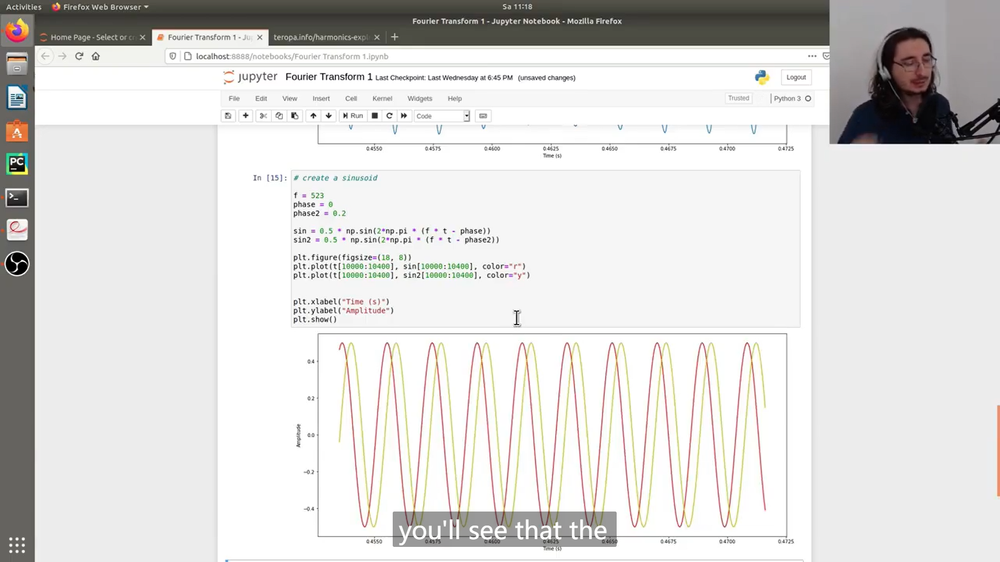 Activities
Firefox Web Browser
Sa 11:18
Fourier Transform 1 - Jupyter Notebook - Mozilla Firefox
Home Page - Select or cr
Fourier Transform 1 - Ju
teropa.info/harmonics-expl
localhost:8888/notebooks/Fourier Transform 1.ipynb
jupyter
Fourier Transform 1 Last Checkpoint: Last Wednesday at 6:45 PM (unsaved changes)
Logout
File Edit View Insert Cell Kernel Widgets Help
Trusted
Python 3
Run
Code
0.4550 0.4575 0.4600 0.4625 0.4650 0.4675 0.4700 0.4725
Time (s)
In [15]:
# create a sinusoid
f = 523
phase = 0
phase2 = 0.2
sin = 0.5 * np.sin(2*np.pi * (f * t - phase))
sin2 = 0.5 * np.sin(2*np.pi * (f * t - phase2))
plt.figure(figsize=(18, 8))
plt.plot(t[10000:10400], sin[10000:10400], color="r")
plt.plot(t[10000:10400], sin2[10000:10400], color="y")
plt.xlabel("Time (s)")
plt.ylabel("Amplitude")
plt.show()
0.4
0.2
0.0
−0.2
−0.4
Amplitude
you'll see that the
0.4550 0.4575 0.4600 0.4625 0.4650 0.4675 0.4700 0.4725
Time (s)
PC